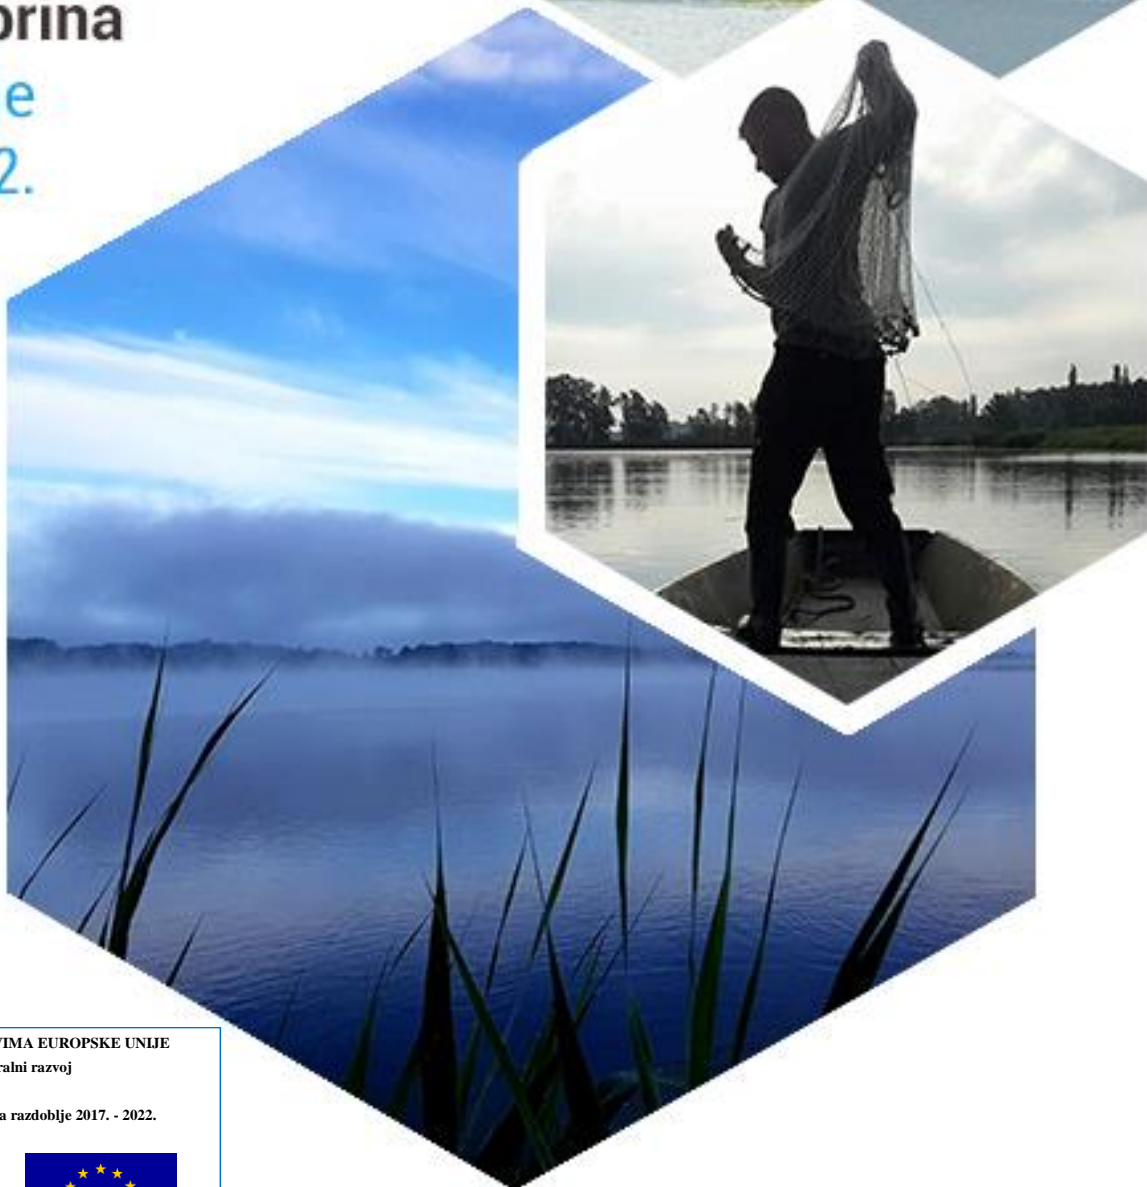 orina
e
2.
VIMA EUROPSKE UNIJE
ralni razvoj
a razdoblje 2017. - 2022.